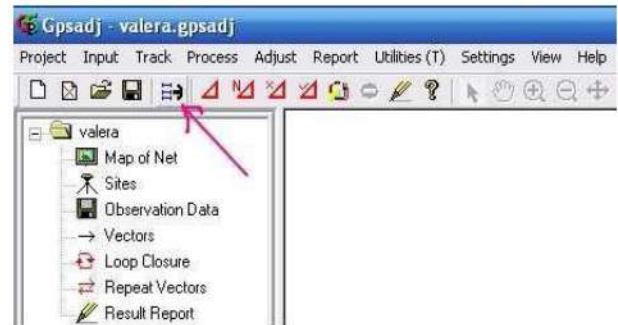 Gpsadj - valera.gpsadj
Project Input Track Process Adjust Report Utilities (T) Settings View Help
valera
Map of Net
Sites
Observation Data
Vectors
Loop Closure
Repeat Vectors
Result Report